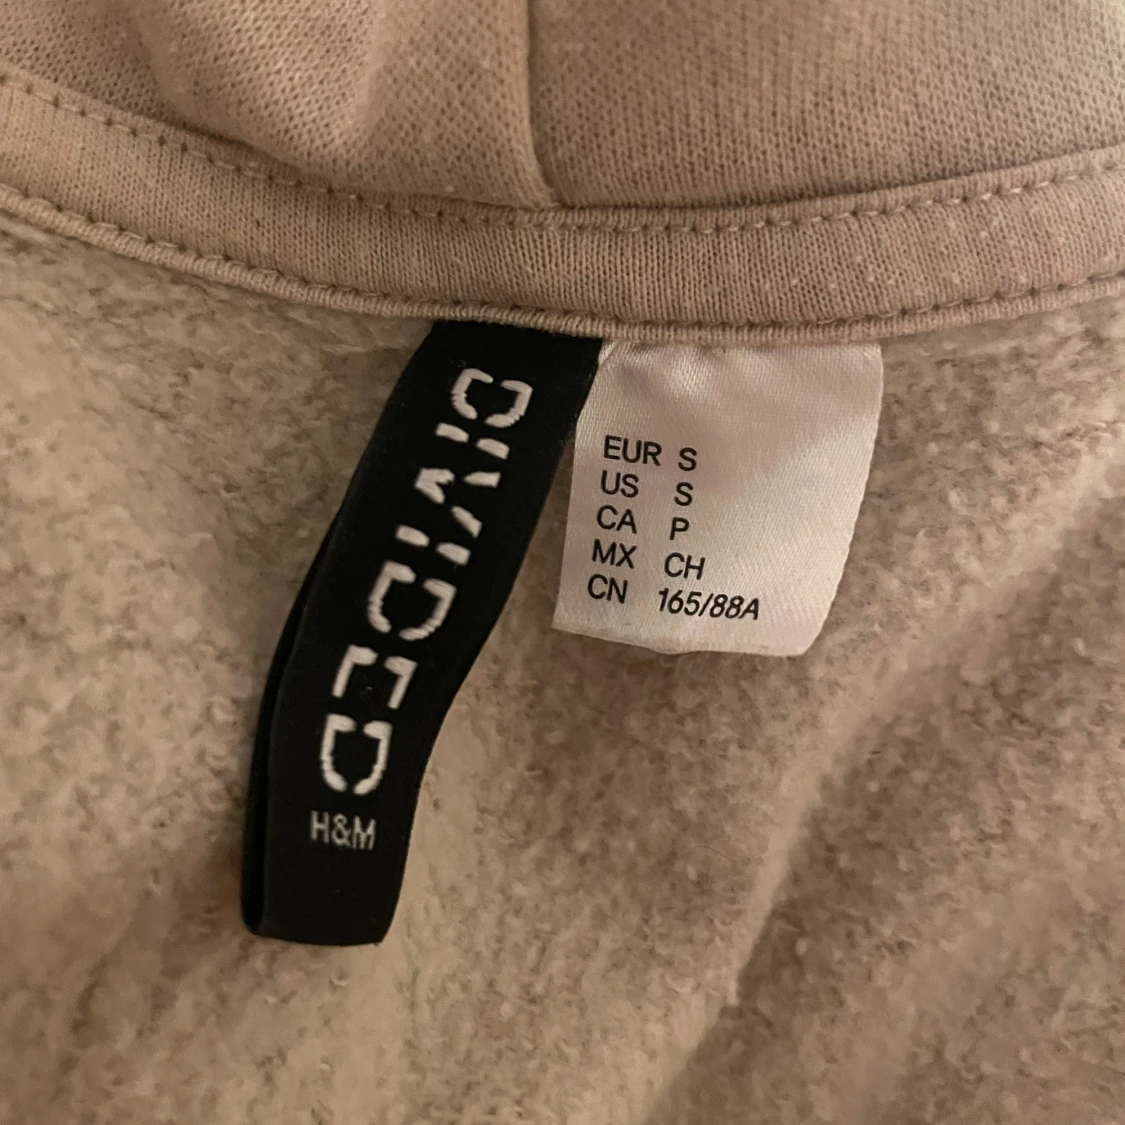 DIVIDED
H&M
EUR S
US S
CA P
MX CH
CN 165/88A